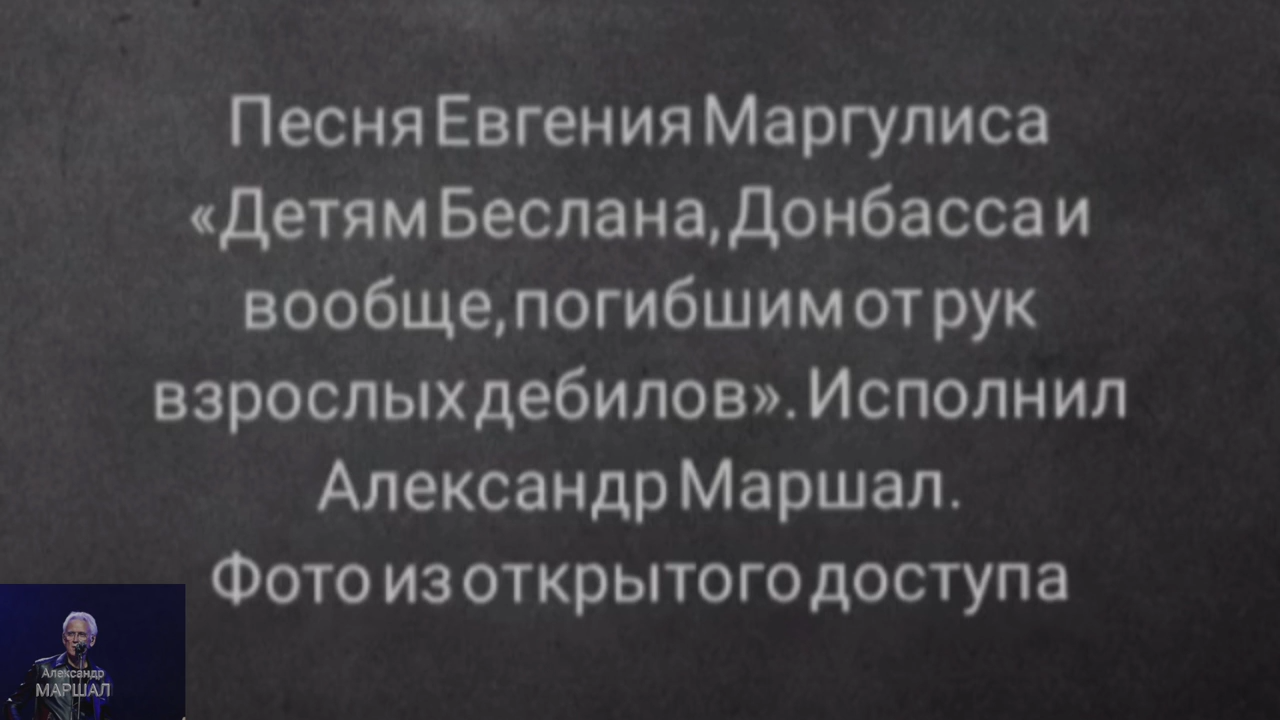 Песня Евгения Маргулиса
«Детям Беслана, Донбасса и
вообще, погибшим от рук
взрослых дебилов». Исполнил
Александр Маршал.
Фото из открытого доступа
Александр
МАРШАЛ